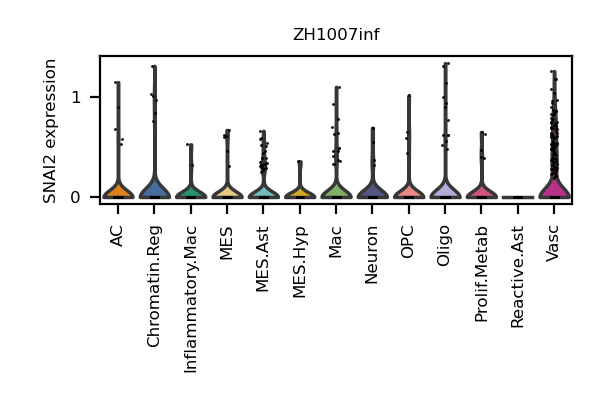 ZH1007inf
SNAI2 expression
1
0
AC
Chromatin.Reg
Inflammatory.Mac
MES
MES.Ast
MES.Hyp
Mac
Neuron
OPC
Oligo
Prolif.Metab
Reactive.Ast
Vasc